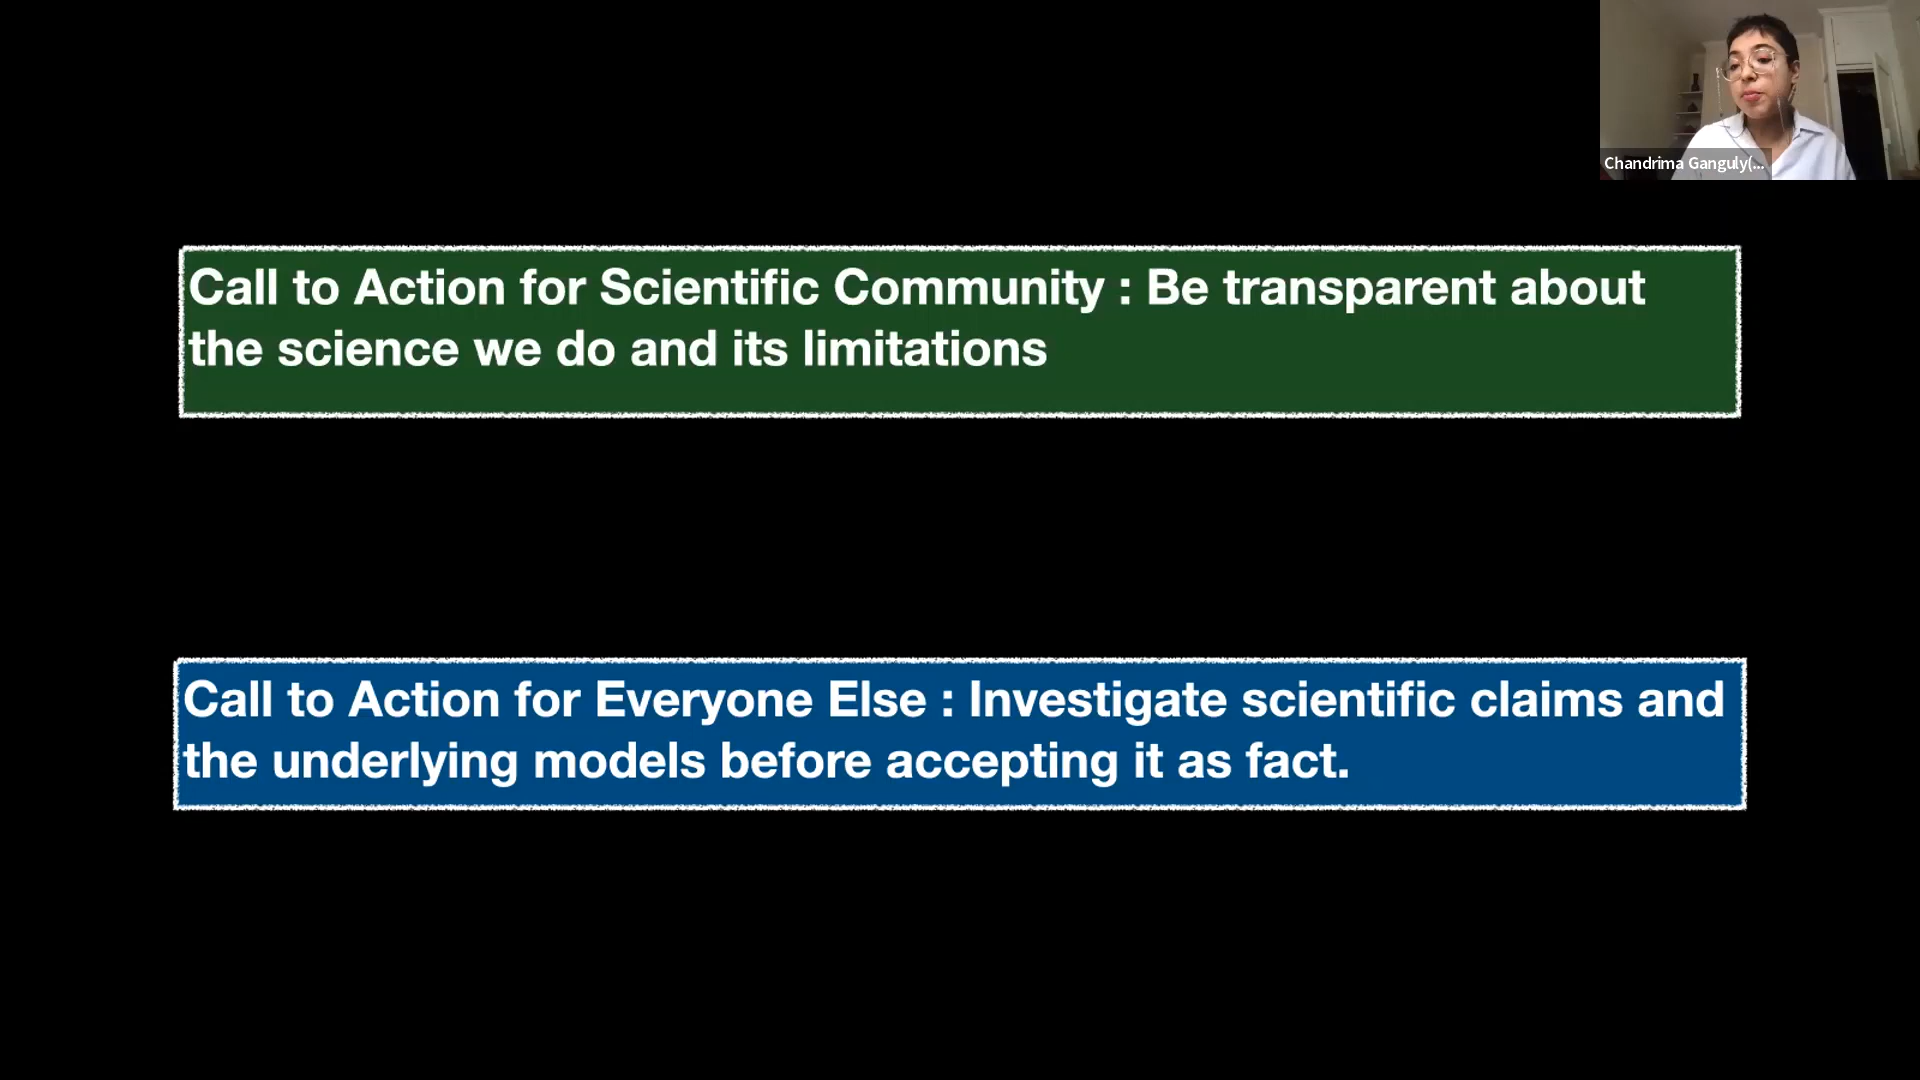 Chandrima Ganguly(...
Call to Action for Scientific Community : Be transparent about
the science we do and its limitations
Call to Action for Everyone Else : Investigate scientific claims and
the underlying models before accepting it as fact.